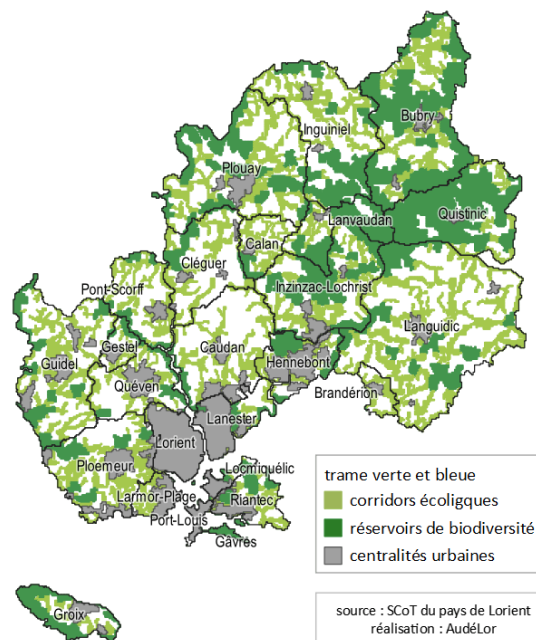 Inguiniel
Bubry
Plouay
Quistinic
Lanvaudan
Calan
Cléguer
Inzinzac-Lochrist
Pont-Scorff
Languidic
Gestel
Caudan
Guidel
Hennebont
Quéven
Brandérion
Lanester
Lorient
Ploemeur
Locmiquélic
Larmor-Plage
Riantec
Port-Louis
Gâvres
Groix
trame verte et bleue
corridors écoligques
réservoirs de biodiversité
centralités urbaines
source : SCoT du pays de Lorient
réalisation : AudéLor